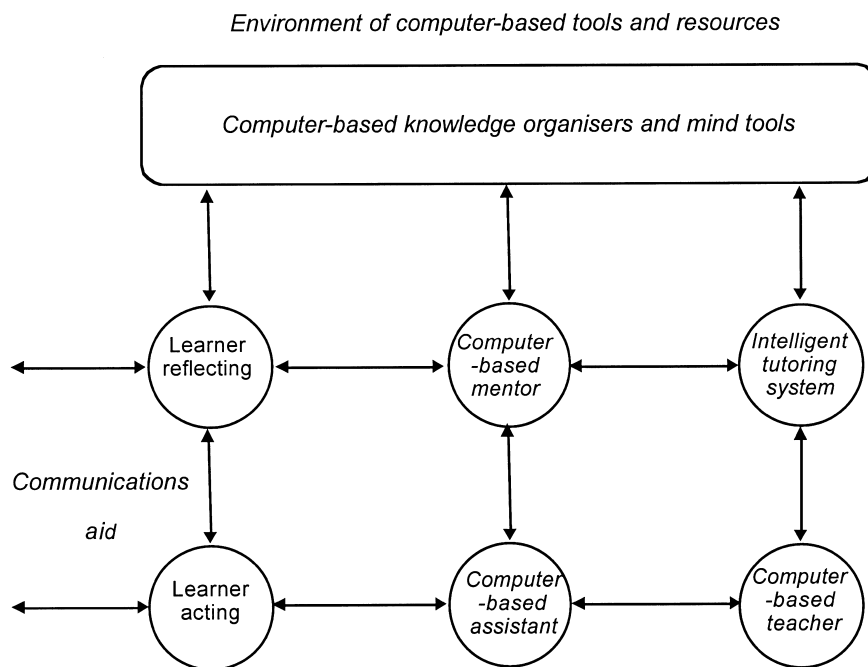 Environment of computer-based tools and resources
Computer-based knowledge organisers and mind tools
Learner
reflecting
Computer
-based
mentor
Intelligent
tutoring
system
Communications
aid
Learner
acting
Computer
-based
assistant
Computer
-based
teacher